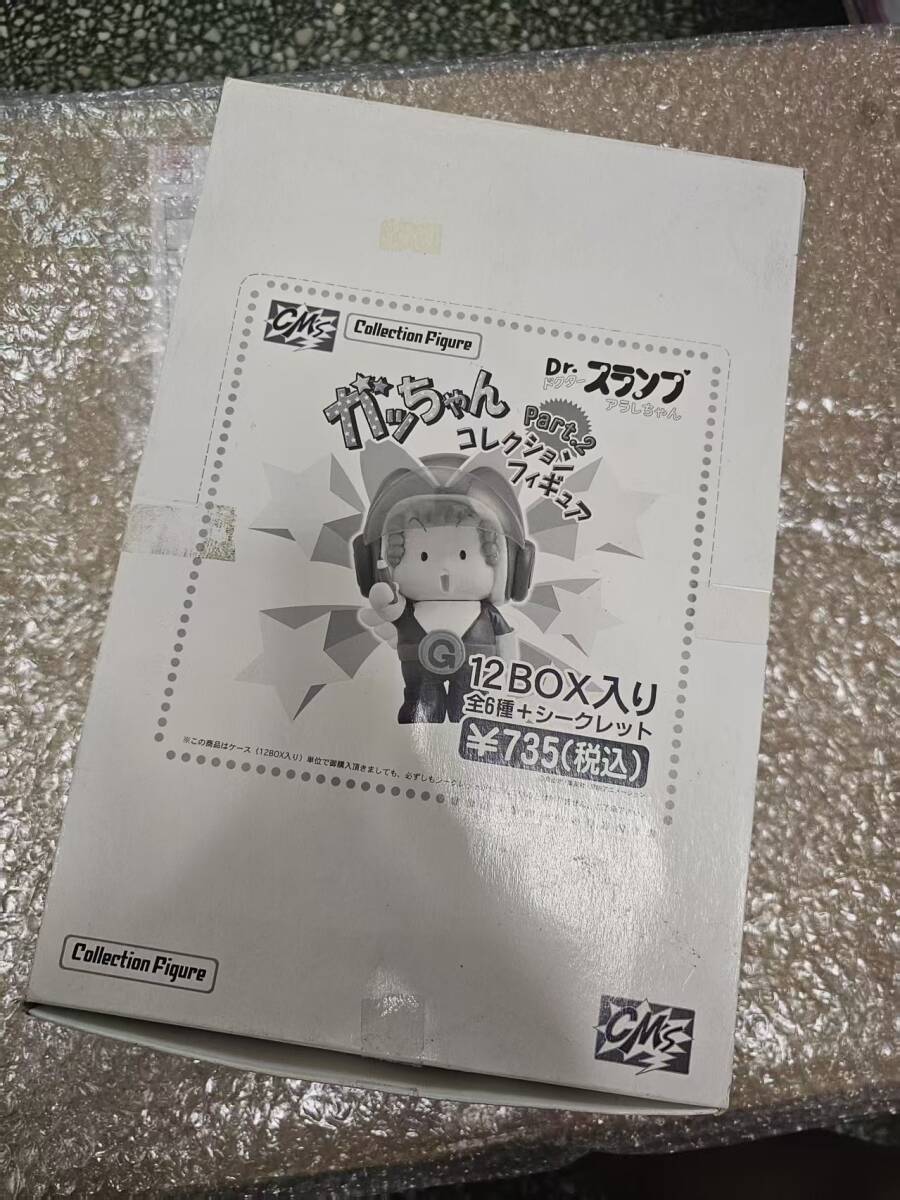 CM's
Collection Figure
Dr.スランプ
ドクター
アラレちゃん
ガッちゃん
Part.2
コレクション
フィギュア
G
12BOX入り
全6種+シークレット
¥735(税込)
※この商品はケース(12BOX入り)単位で御購入頂きましても、必ずしも
Collection Figure
CM's